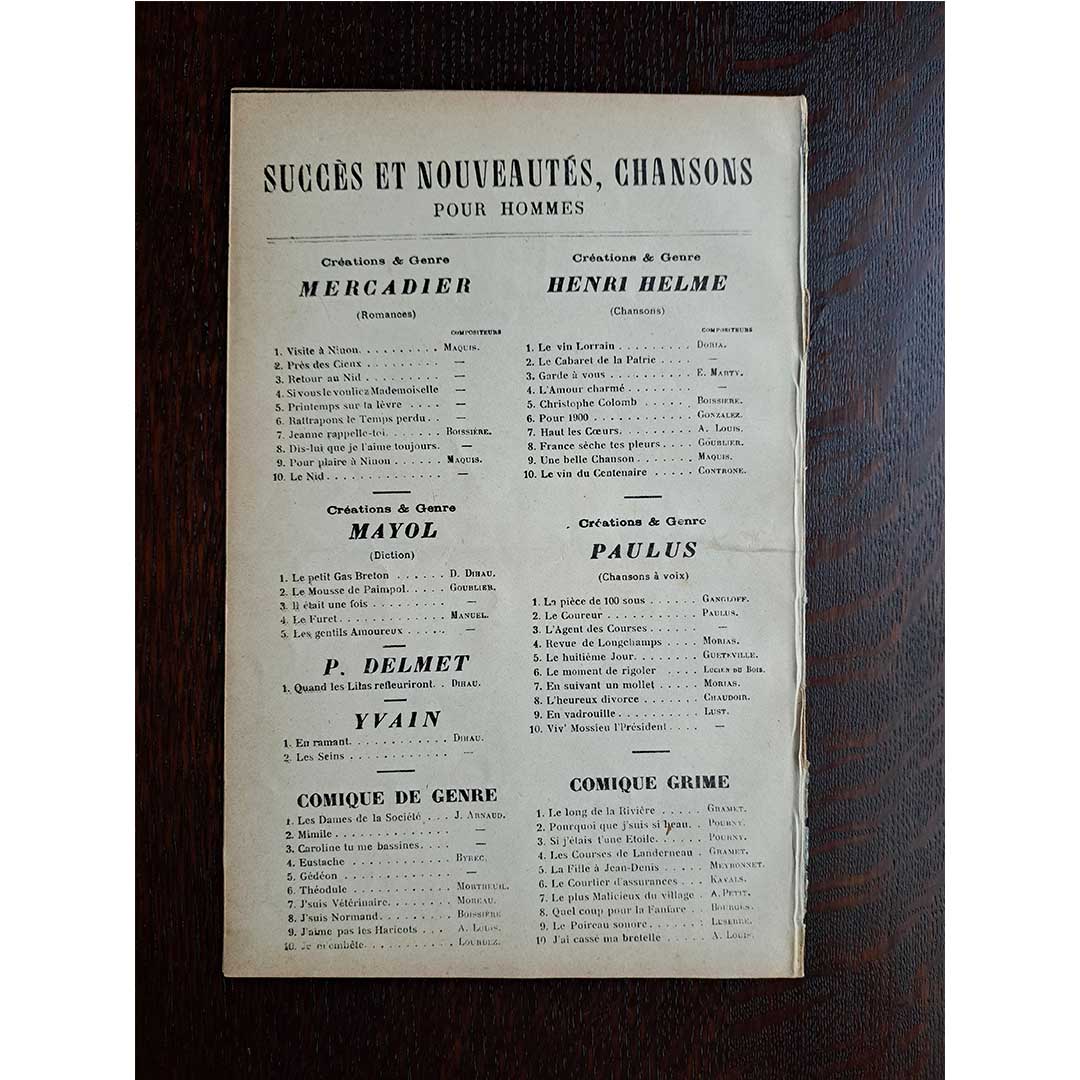 SUCCÈS ET NOUVEAUTÉS, CHANSONS
POUR HOMMES
Créations & Genre
MERCADIER
(Romances)
COMPOSITEURS
1. Visite à Ninon. . . . . . . . . MAQUIS.
2. Près des Cieux . . . . . . . . . —
3. Retour au Nid . . . . . . . . . —
4. Si vous le vouliez Mademoiselle —
5. Printemps sur ta lèvre . . . . —
6. Rattrapons le Temps perdu . . —
7. Jeanne rappelle-toi. . . . . . . BOISSIÈRE.
8. Dis-lui que je l'aime toujours. —
9. Pour plaire à Ninon . . . . . . MAQUIS.
10. Le Nid. . . . . . . . . . . . . . —
Créations & Genre
MAYOL
(Diction)
1. Le petit Gas Breton . . . . . . D. DIHAU.
2. Le Mousse de Paimpol. . . . . GOUBLIER.
3. Il était une fois . . . . . . . . . —
4. Le Furet. . . . . . . . . . . . . MANUEL.
5. Les gentils Amoureux . . . . . —
P. DELMET
1. Quand les Lilas refleuriront. . DIHAU.
YVAIN
1. En ramant. . . . . . . . . . . . DIHAU.
2. Les Seins . . . . . . . . . . . . —
COMIQUE DE GENRE
1. Les Dames de la Société . . . J. ARNAUD.
2. Mimile . . . . . . . . . . . . . . —
3. Caroline tu me bassines. . . . —
4. Eustache . . . . . . . . . . . . BYREC.
5. Gédéon . . . . . . . . . . . . . —
6. Théodule . . . . . . . . . . . . MORTREUIL.
7. J'suis Vétérinaire. . . . . . . . MOREAU.
8. J'suis Normand. . . . . . . . . BOISSIÈRE
9. J'aime pas les Haricots . . . A. LOUIS.
10. Je m'embête. . . . . . . . . . LOURDEZ.
Créations & Genre
HENRI HELME
(Chansons)
COMPOSITEURS
1. Le vin Lorrain . . . . . . . . . DORIA.
2. Le Cabaret de la Patrie . . . . —
3. Garde à vous . . . . . . . . . . E. MARTY.
4. L'Amour charmé . . . . . . . . —
5. Christophe Colomb . . . . . BOISSIÈRE.
6. Pour 1900 . . . . . . . . . . . . GONZALEZ.
7. Haut les Cœurs. . . . . . . . . A. LOUIS.
8. France sèche tes pleurs . . . . GOUBLIER.
9. Une belle Chanson . . . . . . MAQUIS.
10. Le vin du Centenaire . . . . . CONTRONE.
Créations & Genre
PAULUS
(Chansons à voix)
1. La pièce de 100 sous . . . . . . GANGLOFF.
2. Le Coureur . . . . . . . . . . . PAULUS.
3. L'Agent des Courses . . . . . . —
4. Revue de Longchamps . . . . MORIAS.
5. Le huitième Jour. . . . . . . . GUETEVILLE.
6. Le moment de rigoler . . . . LUCIEN DU BOIS.
7. En suivant un mollet . . . . . MORIAS.
8. L'heureux divorce . . . . . . . CHAUDOIR.
9. En vadrouille . . . . . . . . . . LUST.
10. Viv' Mossieu l'Président . . . . —
COMIQUE GRIME
1. Le long de la Rivière . . . . . GRAMET.
2. Pourquoi que j'suis si beau. . POURNY.
3. Si j'étais t'une Etoile. . . . . . POURNY.
4. Les Courses de Landerneau . GRAMET.
5. La Fille à Jean-Denis . . . . . MEYRONNET.
6. Le Courtier d'assurances . . . KAVALS.
7. Le plus Malicieux du village . A. PETIT.
8. Quel coup pour la Fanfare . . BOURGÈS.
9. Le Poireau sonore. . . . . . .
10 J'ai cassé ma bretelle . . . . . A. LOUIS.